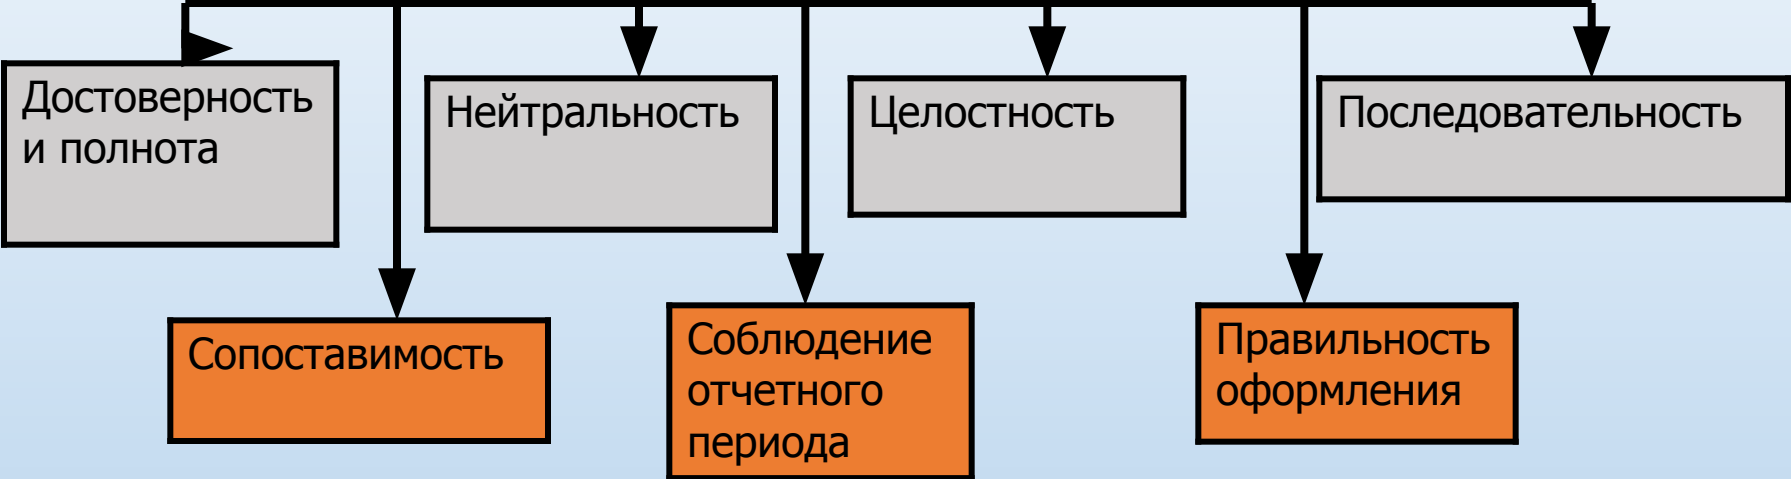 Достоверность
и полнота
Нейтральность
Целостность
Последовательность
Сопоставимость
Соблюдение
отчетного
периода
Правильность
оформления